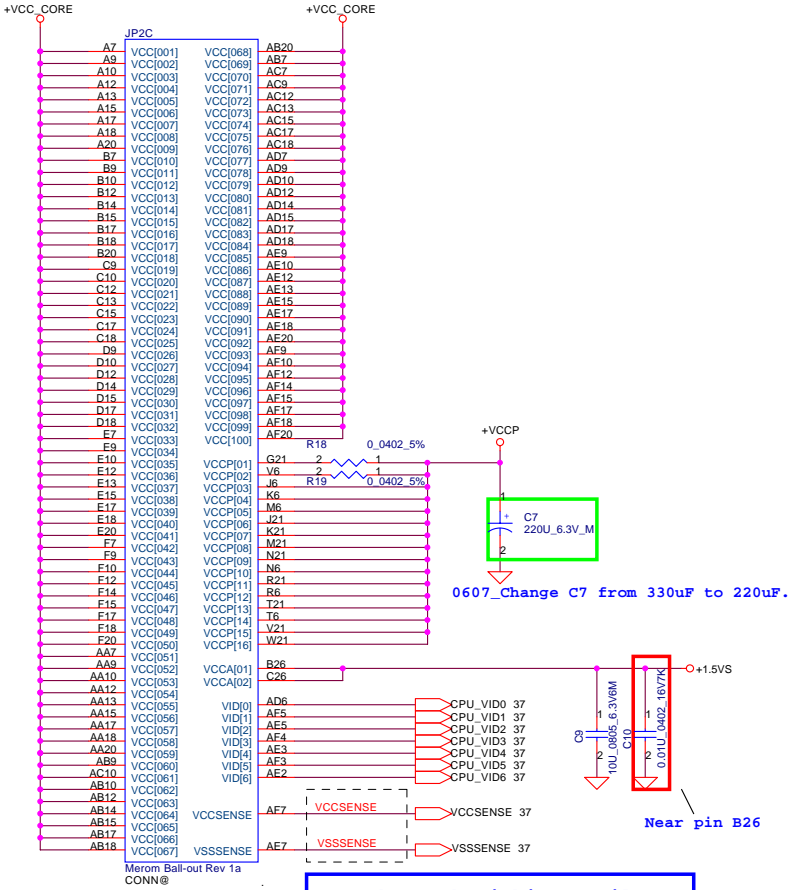 +VCC_CORE +VCC_CORE
JP2C
A7 VCC[001] VCC[068] AB20
A9 VCC[002] VCC[069] AB7
A10 VCC[003] VCC[070] AC7
A12 VCC[004] VCC[071] AC9
A13 VCC[005] VCC[072] AC12
A15 VCC[006] VCC[073] AC13
A17 VCC[007] VCC[074] AC15
A18 VCC[008] VCC[075] AC17
A20 VCC[009] VCC[076] AC18
B7 VCC[010] VCC[077] AD7
B9 VCC[011] VCC[078] AD9
B10 VCC[012] VCC[079] AD10
B12 VCC[013] VCC[080] AD12
B14 VCC[014] VCC[081] AD14
B15 VCC[015] VCC[082] AD15
B17 VCC[016] VCC[083] AD17
B18 VCC[017] VCC[084] AD18
B20 VCC[018] VCC[085] AE9
C9 VCC[019] VCC[086] AE10
C10 VCC[020] VCC[087] AE12
C12 VCC[021] VCC[088] AE13
C13 VCC[022] VCC[089] AE15
C15 VCC[023] VCC[090] AE17
C17 VCC[024] VCC[091] AE18
C18 VCC[025] VCC[092] AE20
D9 VCC[026] VCC[093] AF9
D10 VCC[027] VCC[094] AF10
D12 VCC[028] VCC[095] AF12
D14 VCC[029] VCC[096] AF14
D15 VCC[030] VCC[097] AF15
D17 VCC[031] VCC[098] AF17
D18 VCC[032] VCC[099] AF18
E7 VCC[033] VCC[100] AF20
E9 VCC[034]
E10 VCC[035] VCCP[01] G21
E12 VCC[036] VCCP[02] V6
E13 VCC[037] VCCP[03] J6
E15 VCC[038] VCCP[04] K6
E17 VCC[039] VCCP[05] M6
E18 VCC[040] VCCP[06] J21
E20 VCC[041] VCCP[07] K21
F7 VCC[042] VCCP[08] M21
F9 VCC[043] VCCP[09] N21
F10 VCC[044] VCCP[10] N6
F12 VCC[045] VCCP[11] R21
F14 VCC[046] VCCP[12] R6
F15 VCC[047] VCCP[13] T21
F17 VCC[048] VCCP[14] T6
F18 VCC[049] VCCP[15] V21
F20 VCC[050] VCCP[16] W21
AA7 VCC[051]
AA9 VCC[052] VCCA[01] B26
AA10 VCC[053] VCCA[02] C26
AA12 VCC[054]
AA13 VCC[055] VID[0] AD6 CPU_VID0 37
AA15 VCC[056] VID[1] AF5 CPU_VID1 37
AA17 VCC[057] VID[2] AE5 CPU_VID2 37
AA18 VCC[058] VID[3] AF4 CPU_VID3 37
AA20 VCC[059] VID[4] AE3 CPU_VID4 37
AB9 VCC[060] VID[5] AF3 CPU_VID5 37
AC10 VCC[061] VID[6] AE2 CPU_VID6 37
AB10 VCC[062]
AB12 VCC[063]
AB14 VCC[064] VCCSENSE AF7 VCCSENSE VCCSENSE 37
AB15 VCC[065]
AB17 VCC[066]
AB18 VCC[067] VSSSENSE AE7 VSSSENSE VSSSENSE 37
Merom Ball-out Rev 1a
CONN@
.
R18 0_0402_5%
2 1
2 1
R19 0_0402_5%
+VCCP
1
+ C7
220U_6.3V_M
2
0607_Change C7 from 330uF to 220uF.
+1.5VS
1 C9 10U_0805_6.3V6M 2
1 C10 0.01U_0402_16V7K 2
Near pin B26